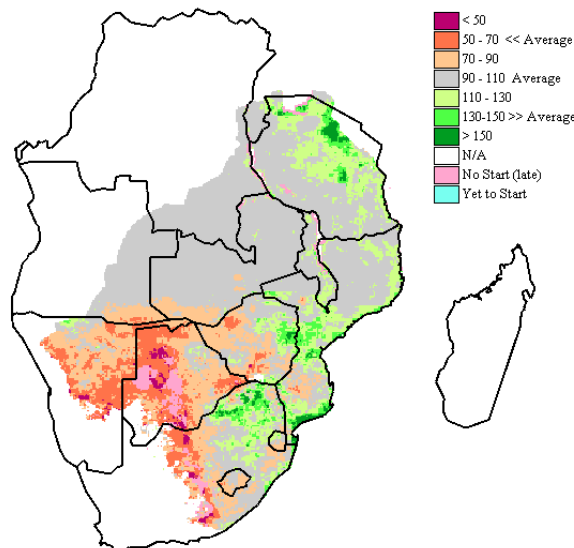 < 50
50 - 70 << Average
70 - 90
90 - 110 Average
110 - 130
130-150 >> Average
> 150
N/A
No Start (late)
Yet to Start